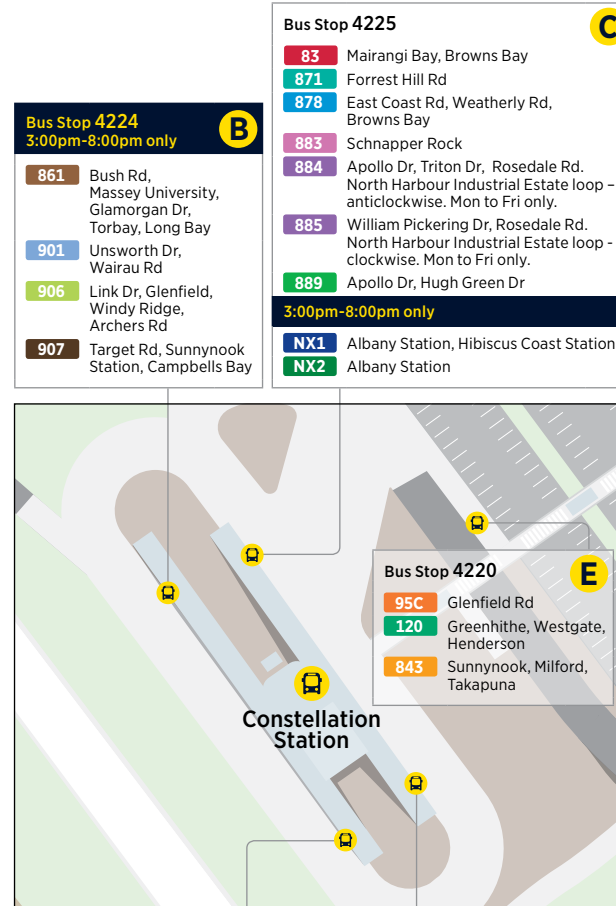 Bus Stop 4225
C
83 Mairangi Bay, Browns Bay
871 Forrest Hill Rd
878 East Coast Rd, Weatherly Rd,
Browns Bay
883 Schnapper Rock
884 Apollo Dr, Triton Dr, Rosedale Rd.
North Harbour Industrial Estate loop –
anticlockwise. Mon to Fri only.
885 William Pickering Dr, Rosedale Rd.
North Harbour Industrial Estate loop -
clockwise. Mon to Fri only.
889 Apollo Dr, Hugh Green Dr
3:00pm-8:00pm only
NX1 Albany Station, Hibiscus Coast Station
NX2 Albany Station
Bus Stop 4224
3:00pm-8:00pm only
B
861 Bush Rd,
Massey University,
Glamorgan Dr,
Torbay, Long Bay
901 Unsworth Dr,
Wairau Rd
906 Link Dr, Glenfield,
Windy Ridge,
Archers Rd
907 Target Rd, Sunnynook
Station, Campbells Bay
Bus Stop 4220
E
95C Glenfield Rd
120 Greenhithe, Westgate,
Henderson
843 Sunnynook, Milford,
Takapuna
Constellation
Station